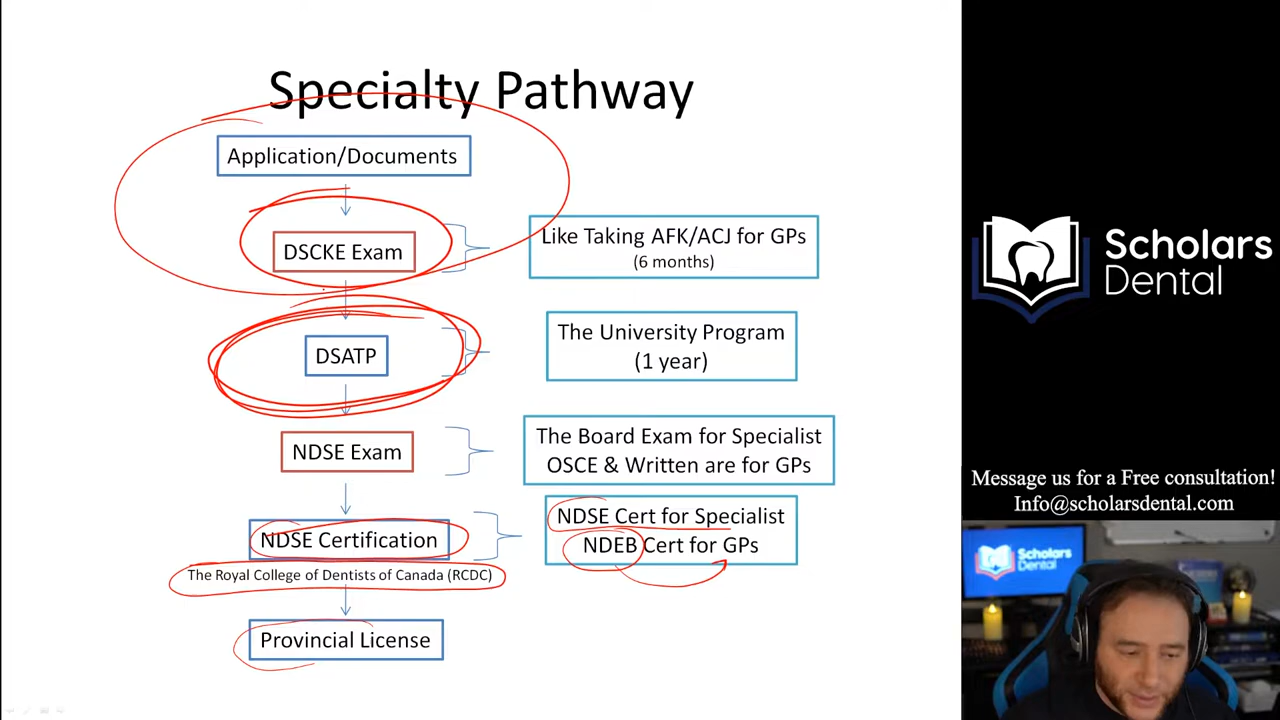 Specialty Pathway
Application/Documents
DSCKE Exam
Like Taking AFK/ACJ for GPs
(6 months)
DSATP
The University Program
(1 year)
NDSE Exam
The Board Exam for Specialist
OSCE & Written are for GPs
NDSE Certification
The Royal College of Dentists of Canada (RCDC)
NDSE Cert for Specialist
NDEB Cert for GPs
Provincial License
Scholars
Dental
Message us for a Free consultation!
Info@scholarsdental.com
Scholars
Dental